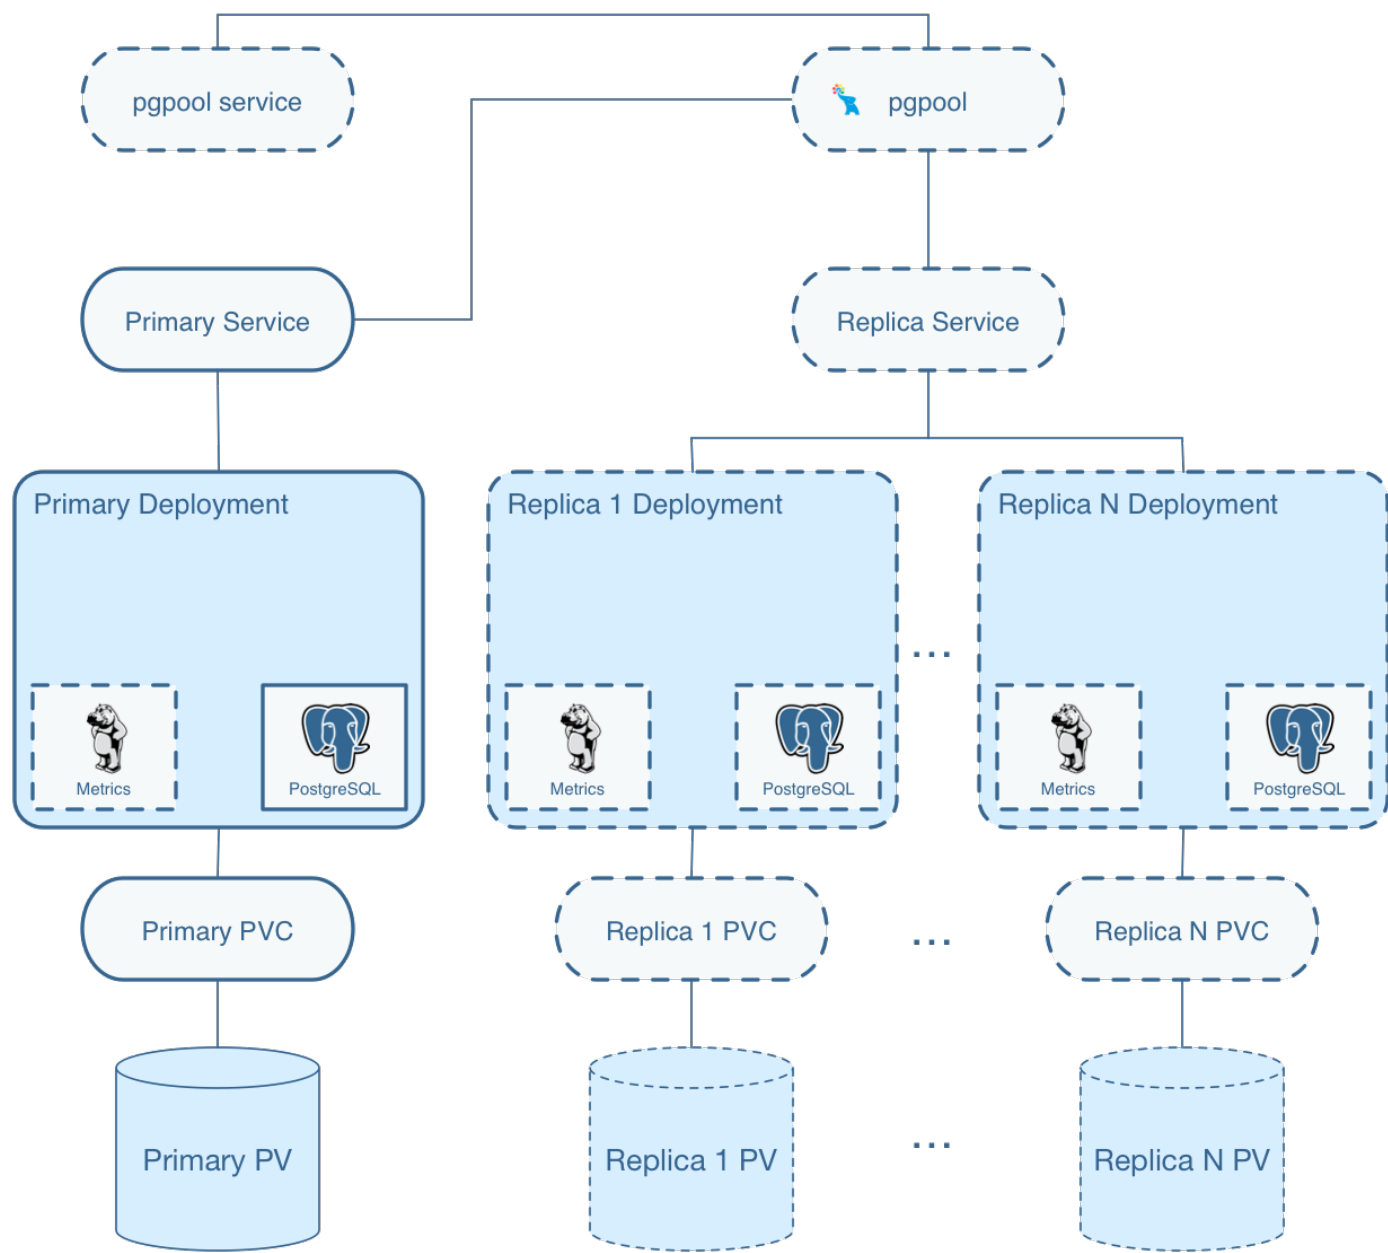 pgpool service
pgpool
Primary Service
Replica Service
Primary Deployment
Replica 1 Deployment
Replica N Deployment
...
Metrics
PostgreSQL
Metrics
PostgreSQL
Metrics
PostgreSQL
Primary PVC
Replica 1 PVC
...
Replica N PVC
Primary PV
Replica 1 PV
...
Replica N PV